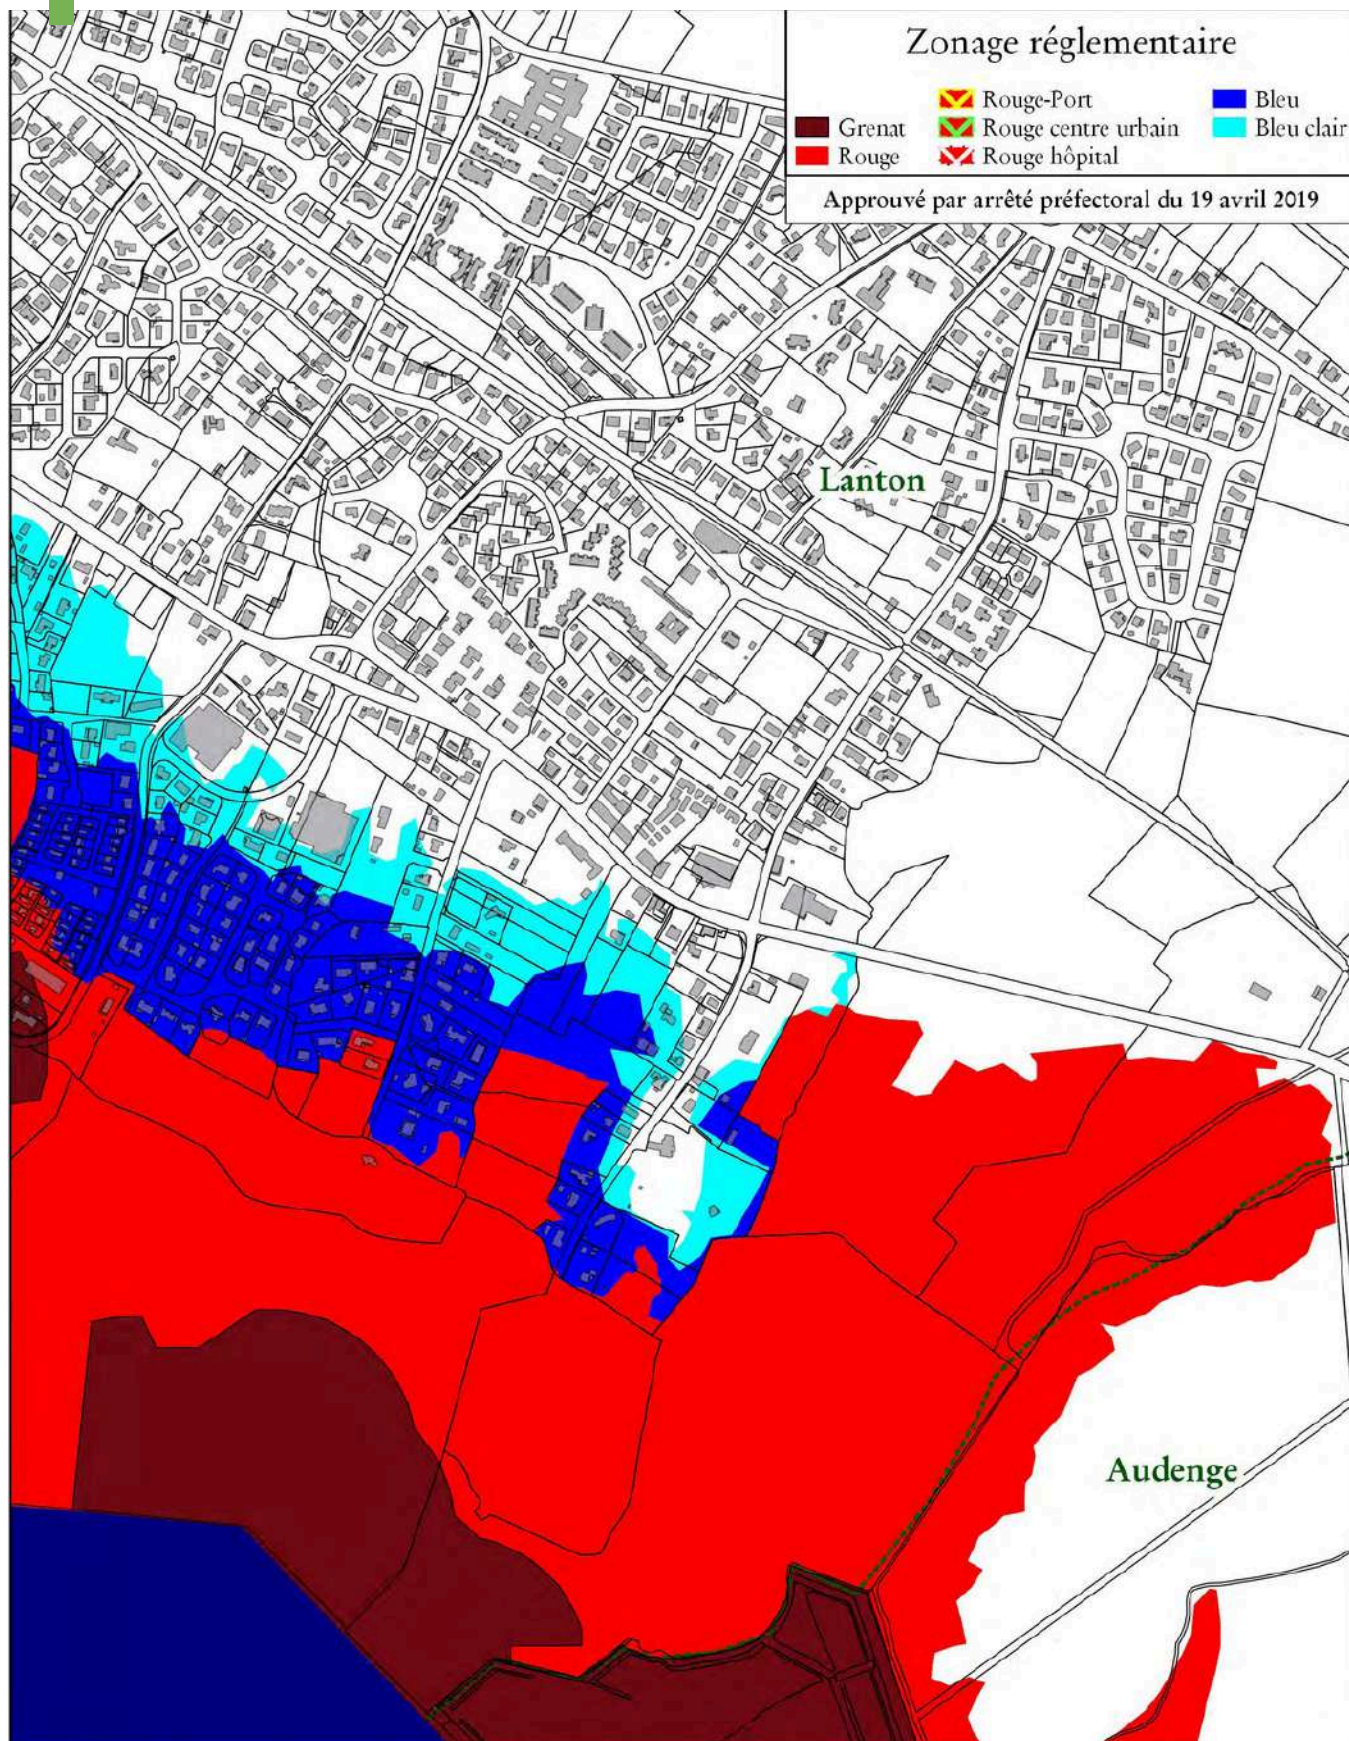 Zonage réglementaire
Rouge-Port
Bleu
Grenat
Rouge centre urbain
Bleu clair
Rouge
Rouge hôpital
Approuvé par arrêté préfectoral du 19 avril 2019
Lanton
Audenge